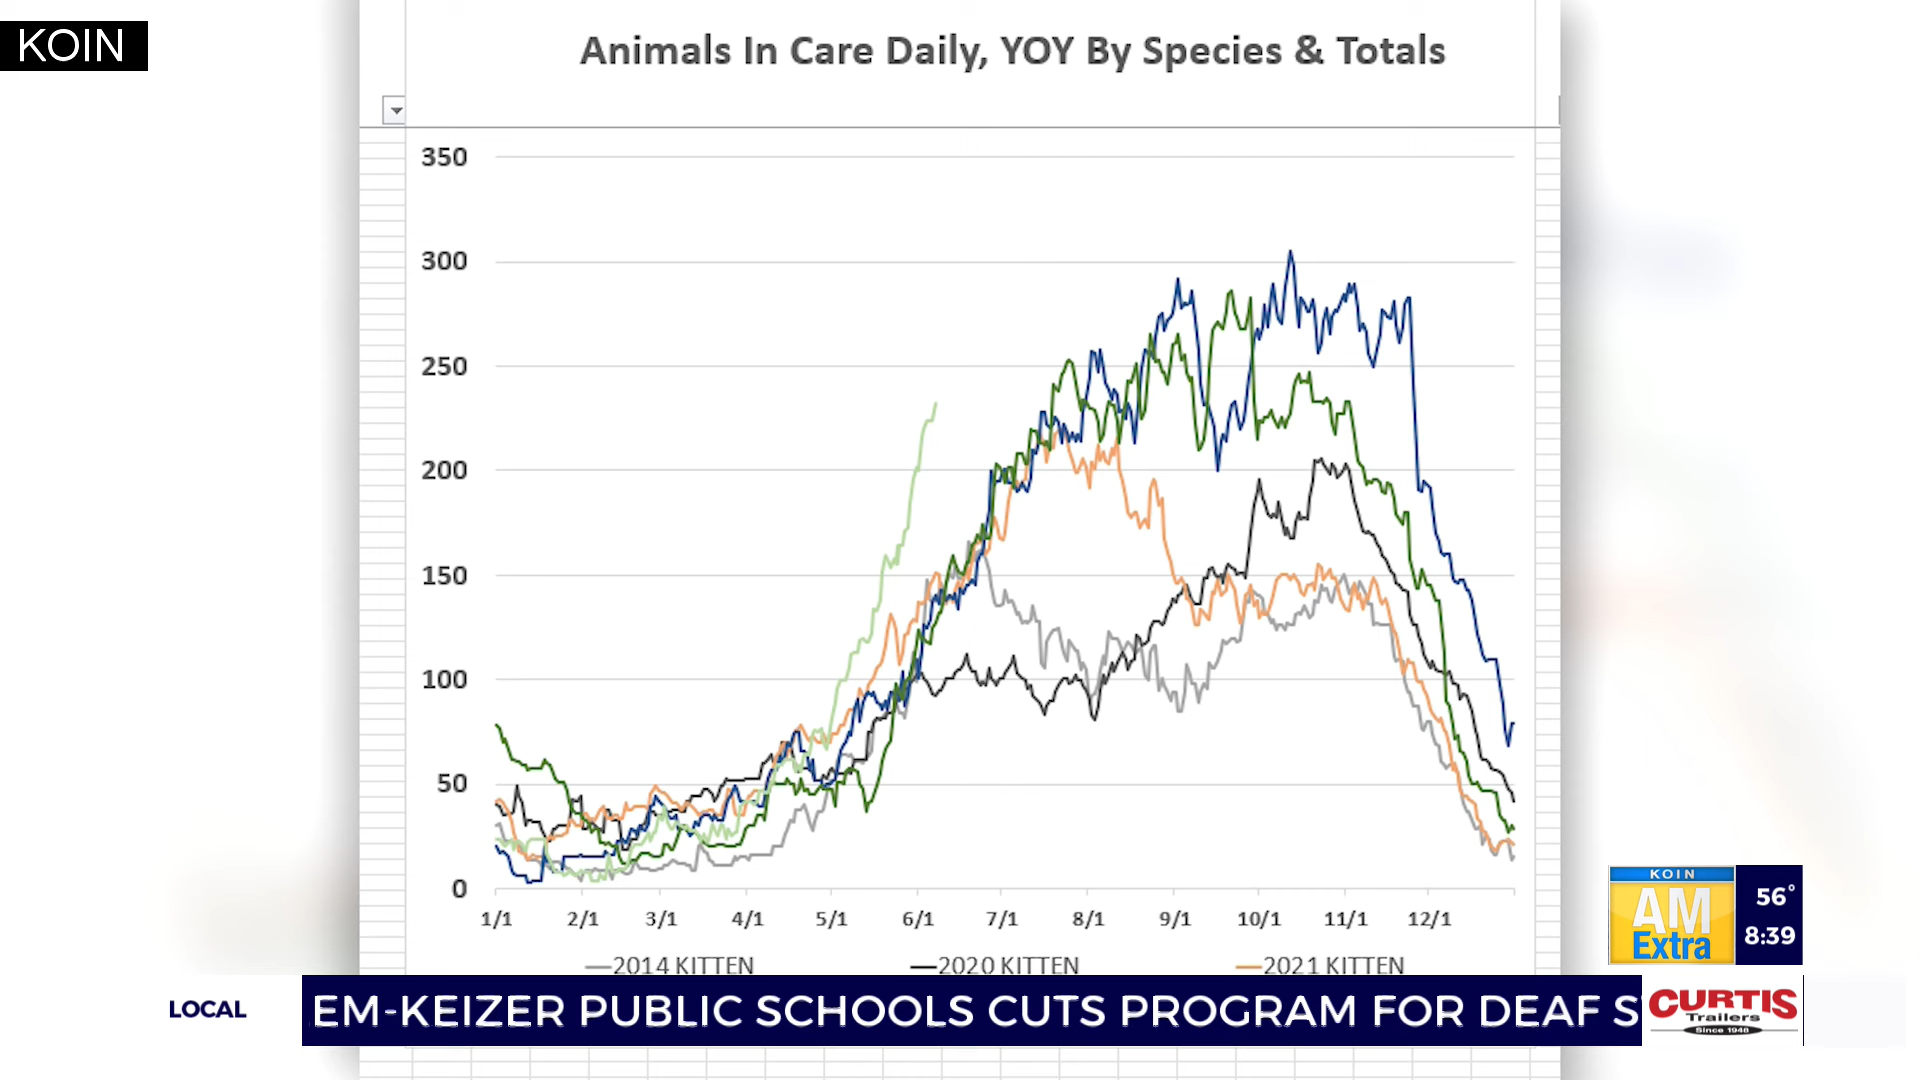 KOIN
Animals In Care Daily, YOY By Species & Totals
350
300
250
200
150
100
50
0
1/1 2/1 3/1 4/1 5/1 6/1 7/1 8/1 9/1 10/1 11/1 12/1
2014 KITTEN 2020 KITTEN 2021 KITTEN
KOIN
AM
Extra
56°
8:39
LOCAL
EM-KEIZER PUBLIC SCHOOLS CUTS PROGRAM FOR DEAF S
CURTIS
Trailers
Since 1948